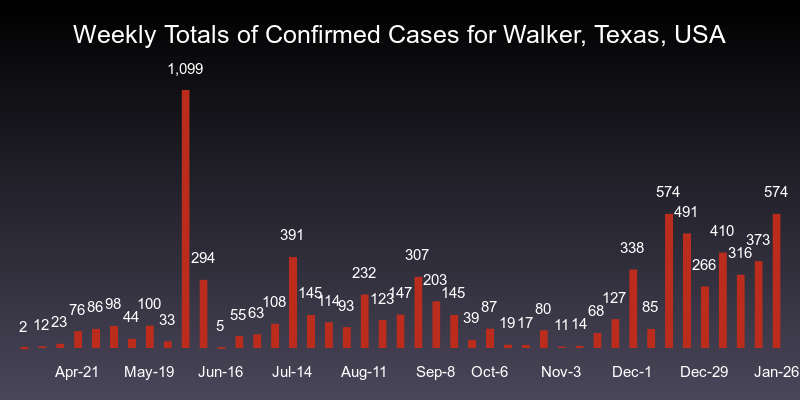 Weekly Totals of Confirmed Cases for Walker, Texas, USA
2 12 23 76 86 98 44 100 33 1,099 294 5 55 63 108 391 145 114 93 232 123 147 307 203 145 39 87 19 17 80 11 14 68 127 338 85 574 491 266 410 316 373 574
Apr-21 May-19 Jun-16 Jul-14 Aug-11 Sep-8 Oct-6 Nov-3 Dec-1 Dec-29 Jan-26